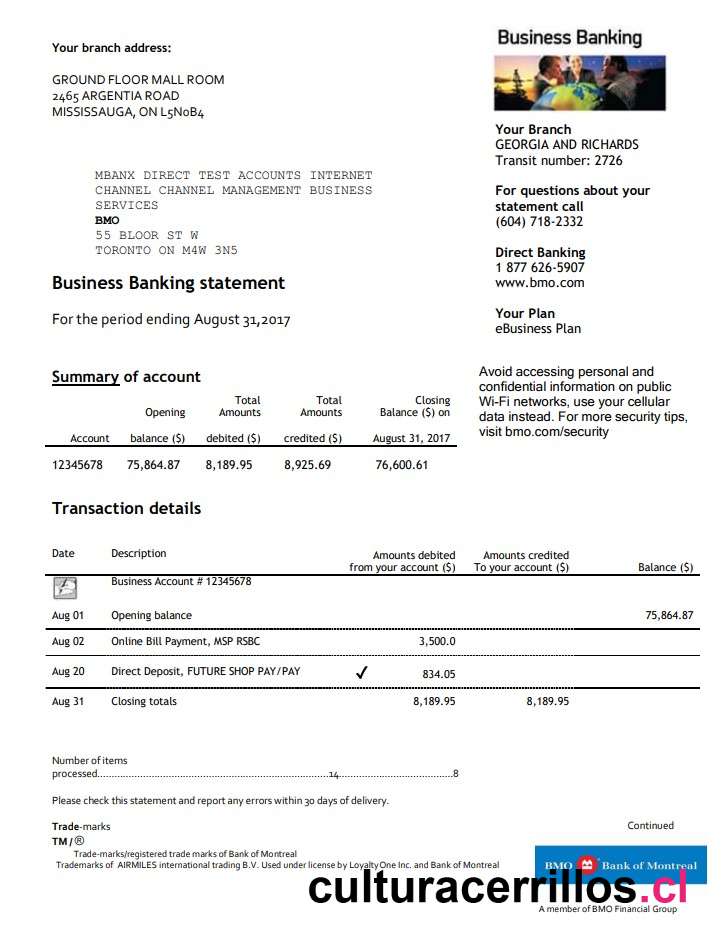 Your branch address:
GROUND FLOOR MALL ROOM
2465 ARGENTIA ROAD
MISSISSAUGA, ON L5N0B4
Business Banking
Your Branch
GEORGIA AND RICHARDS
Transit number: 2726
For questions about your
statement call
(604) 718-2332
Direct Banking
1 877 626-5907
www.bmo.com
Your Plan
eBusiness Plan
MBANX DIRECT TEST ACCOUNTS INTERNET
CHANNEL CHANNEL MANAGEMENT BUSINESS
SERVICES
BMO
55 BLOOR ST W
TORONTO ON M4W 3N5
Business Banking statement
For the period ending August 31,2017
Avoid accessing personal and
confidential information on public
Wi-Fi networks, use your cellular
data instead. For more security tips,
visit bmo.com/security
Summary of account
Total Total Closing
Opening Amounts Amounts Balance ($) on
Account balance ($) debited ($) credited ($) August 31, 2017
12345678 75,864.87 8,189.95 8,925.69 76,600.61
Transaction details
Date Description Amounts debited Amounts credited
from your account ($) To your account ($) Balance ($)
Business Account # 12345678
Aug 01 Opening balance 75,864.87
Aug 02 Online Bill Payment, MSP RSBC 3,500.0
Aug 20 Direct Deposit, FUTURE SHOP PAY/PAY ✓ 834.05
Aug 31 Closing totals 8,189.95 8,189.95
Number of items
processed.................................................................................14........................................8
Please check this statement and report any errors within 30 days of delivery.
Trade-marks Continued
TM/®
Trade-marks/registered trade marks of Bank of Montreal
Trademarks of AIRMILES international trading B.V. Used under license by LoyaltyOne Inc. and Bank of Montreal
BMO Bank of Montreal
culturacerrillos.cl
A member of BMO Financial Group